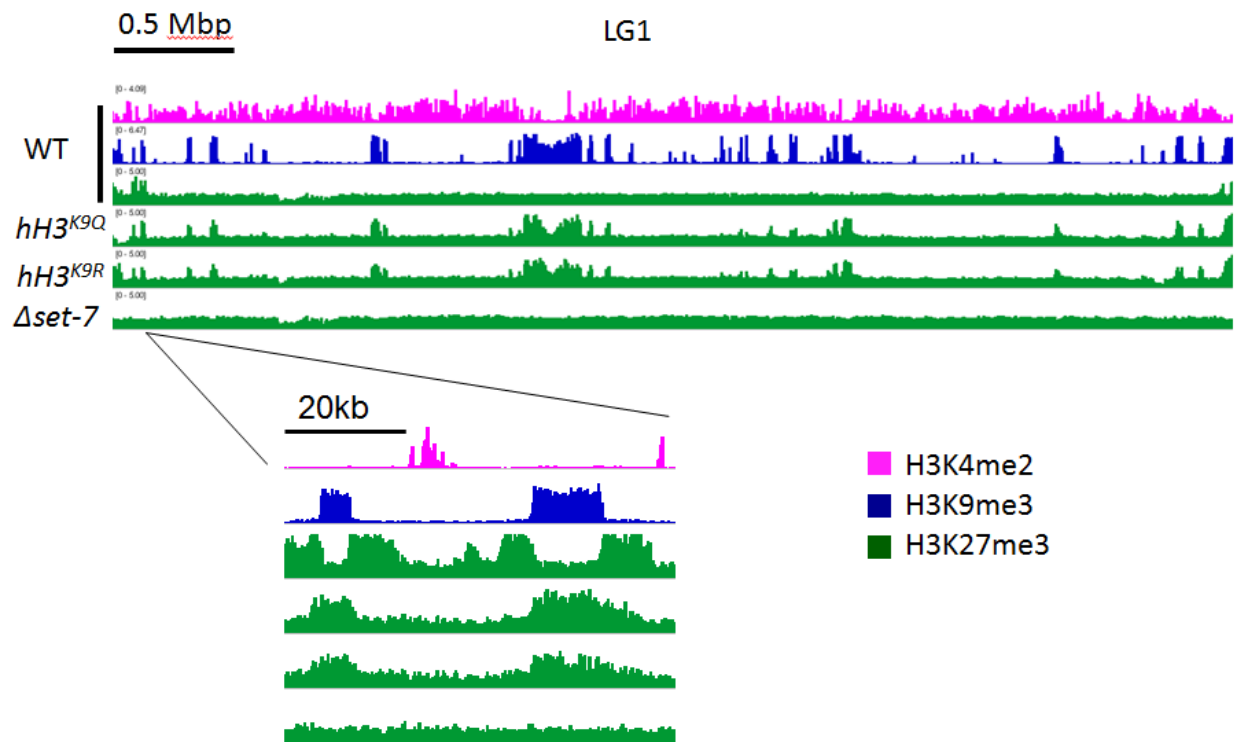 0.5 Mbp
LG1
[0 - 4.09]
[0 - 6.47]
WT
[0 - 5.00]
[0 - 5.00]
hH3K9Q
[0 - 5.00]
hH3K9R
[0 - 5.00]
Δset-7
20kb
H3K4me2
H3K9me3
H3K27me3